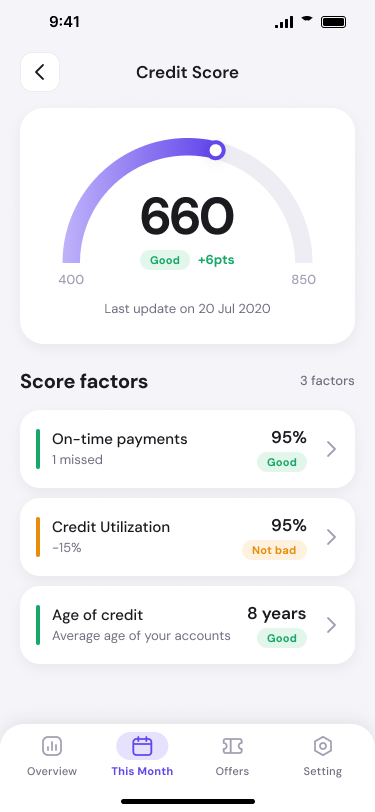 9:41
Credit Score
660
Good +6pts
400 850
Last update on 20 Jul 2020
Score factors 3 factors
On-time payments 95%
1 missed Good
Credit Utilization 95%
-15% Not bad
Age of credit 8 years
Average age of your accounts Good
Overview This Month Offers Setting